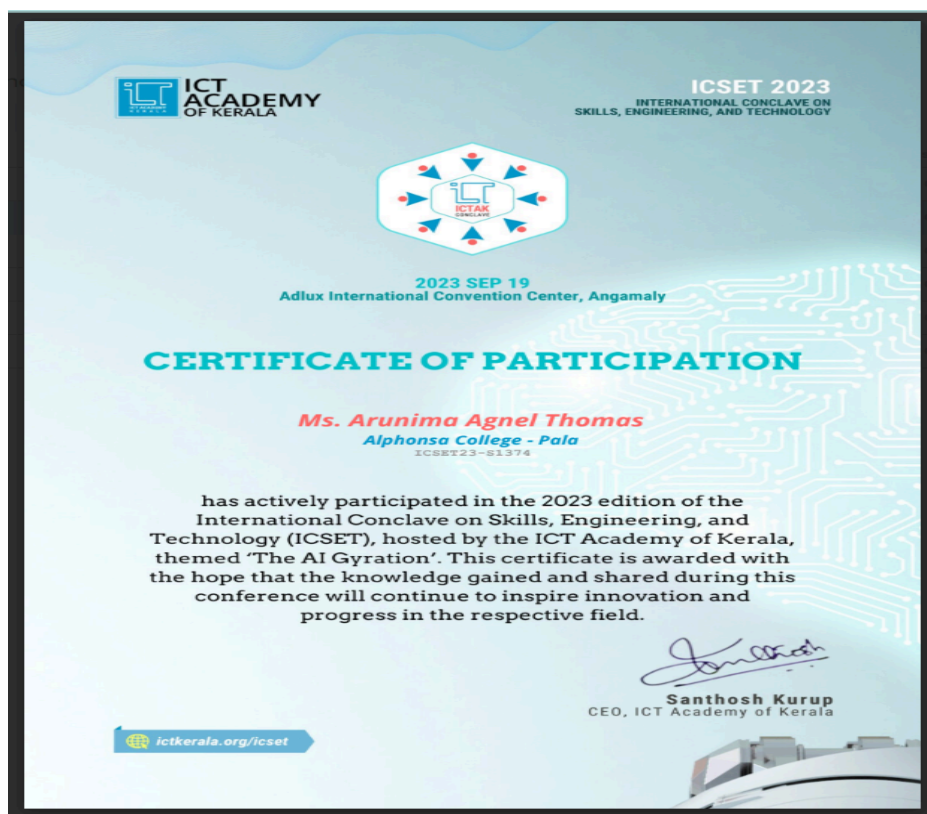 ICT
ACADEMY
OF KERALA
ICSET 2023
INTERNATIONAL CONCLAVE ON
SKILLS, ENGINEERING, AND TECHNOLOGY
ICTAK
CONCLAVE
2023 SEP 19
Adlux International Convention Center, Angamaly
CERTIFICATE OF PARTICIPATION
Ms. Arunima Agnel Thomas
Alphonsa College - Pala
ICSET23-S1374
has actively participated in the 2023 edition of the
International Conclave on Skills, Engineering, and
Technology (ICSET), hosted by the ICT Academy of Kerala,
themed ‘The AI Gyration’. This certificate is awarded with
the hope that the knowledge gained and shared during this
conference will continue to inspire innovation and
progress in the respective field.
Santhosh Kurup
CEO, ICT Academy of Kerala
ictkerala.org/icset